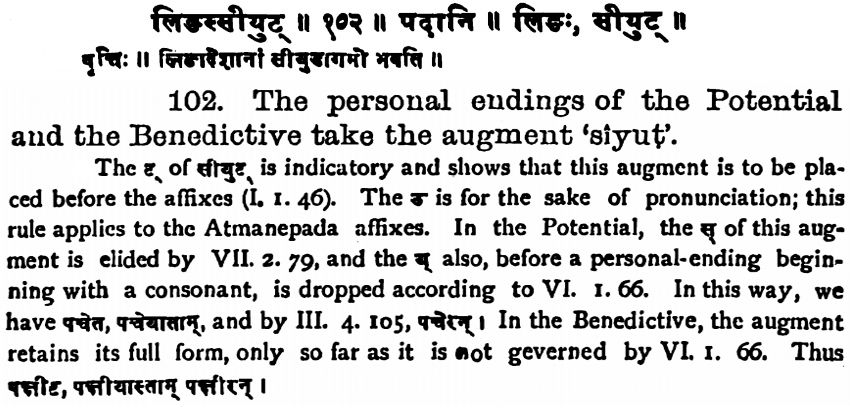 लिङस्सीयुट् ॥ १०२ ॥ पदानि ॥ लिङः, सीयुट् ॥
वृत्तिः ॥ लिङादेशानां सीयुडागमो भवति ॥
102. The personal endings of the Potential
and the Benedictive take the augment 'sîyuṭ'.
The ट् of सीयुट् is indicatory and shows that this augment is to be pla-
ced before the affixes (I. 1. 46). The उ is for the sake of pronunciation; this
rule applies to the Atmanepada affixes. In the Potential, the स् of this aug-
ment is elided by VII. 2. 79, and the य् also, before a personal-ending begin-
ning with a consonant, is dropped according to VI. 1. 66. In this way, we
have पचेत, पचेयाताम्, and by III. 4. 105, पचेरन् । In the Benedictive, the augment
retains its full form, only so far as it is not geverned by VI. 1. 66. Thus
पक्षीष्ट, पक्षीयास्ताम् पक्षीरन् ।